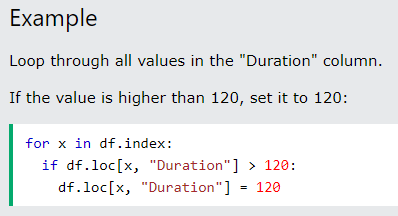 Example
Loop through all values in the "Duration" column.
If the value is higher than 120, set it to 120:
for x in df.index:
  if df.loc[x, "Duration"] > 120:
    df.loc[x, "Duration"] = 120